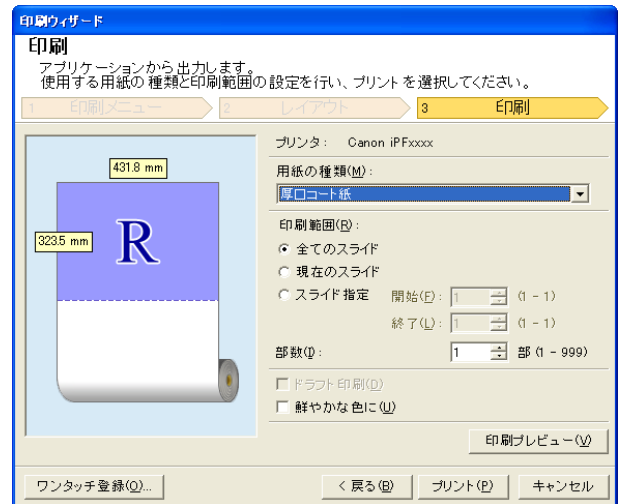 印刷ウィザード
印刷
アプリケーションから出力します。
使用する用紙の種類と印刷範囲の設定を行い、プリントを選択してください。
1 印刷メニュー 2 レイアウト 3 印刷
プリンタ: Canon iPFxxxx
431.8 mm
用紙の種類(M):
厚口コート紙
323.5 mm
R
印刷範囲(R):
全てのスライド
現在のスライド
スライド指定 開始(F): 1 (1 - 1)
終了(L): 1 (1 - 1)
部数(I): 1 部 (1 - 999)
ドラフト印刷(D)
鮮やかな色に(U)
印刷プレビュー(V)
ワンタッチ登録(O)... < 戻る(B) プリント(P) キャンセル